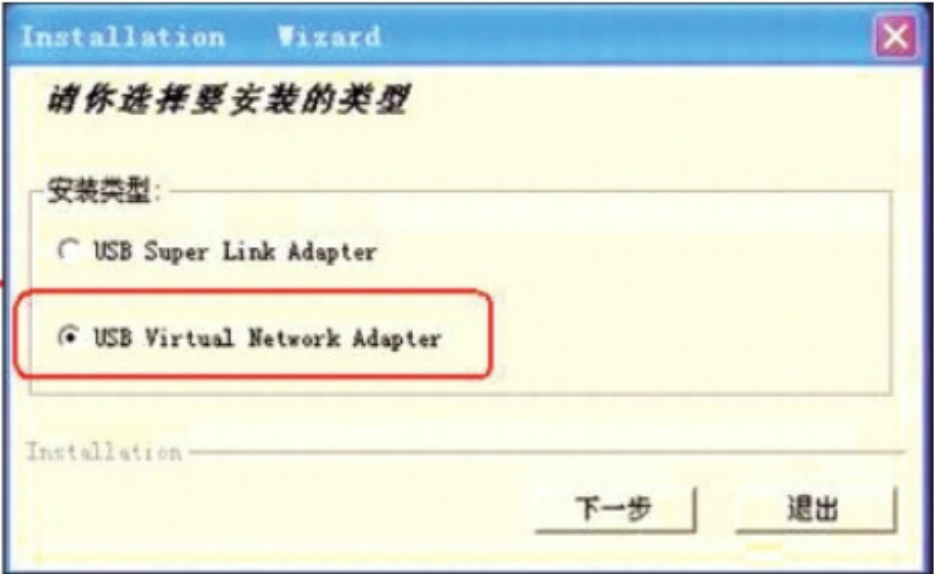 Installation Wizard
请你选择要安装的类型
安装类型:
USB Super Link Adapter
USB Virtual Network Adapter
Installation
下一步
退出